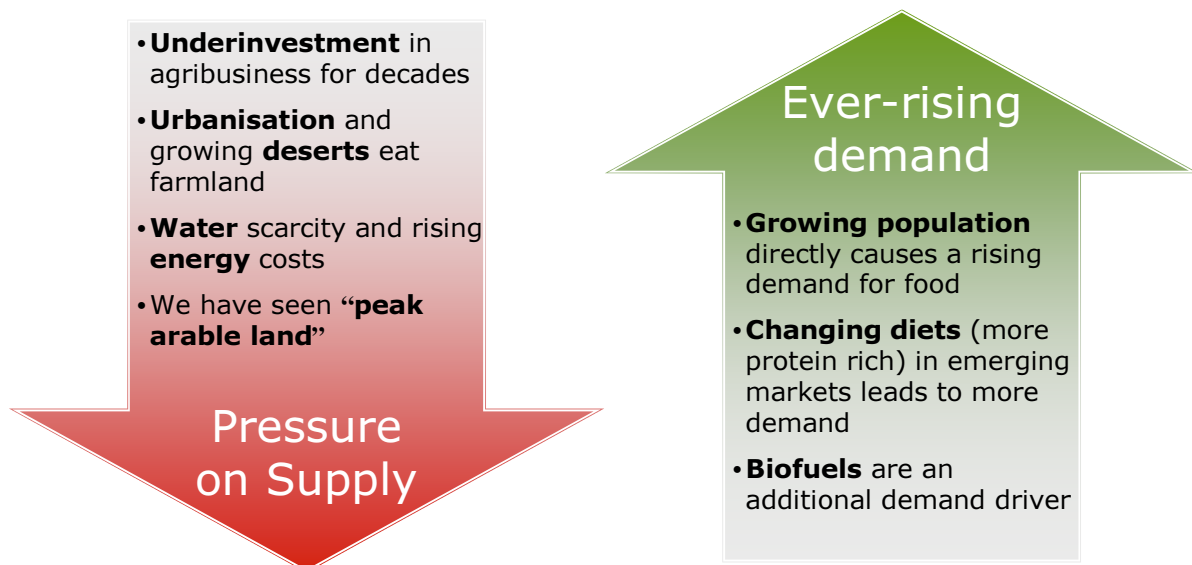 •Underinvestment in
agribusiness for decades
•Urbanisation and
growing deserts eat
farmland
•Water scarcity and rising
energy costs
•We have seen “peak
arable land”
Pressure
on Supply
Ever-rising
demand
•Growing population
directly causes a rising
demand for food
•Changing diets (more
protein rich) in emerging
markets leads to more
demand
•Biofuels are an
additional demand driver